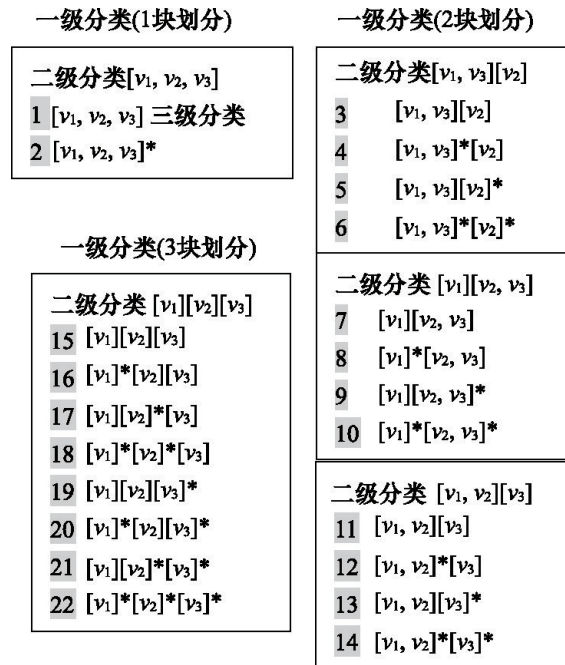 一级分类(1块划分)
二级分类[v₁, v₂, v₃]
1 [v₁, v₂, v₃] 三级分类
2 [v₁, v₂, v₃]*
一级分类(3块划分)
二级分类 [v₁][v₂][v₃]
15 [v₁][v₂][v₃]
16 [v₁]*[v₂][v₃]
17 [v₁][v₂]*[v₃]
18 [v₁]*[v₂]*[v₃]
19 [v₁][v₂][v₃]*
20 [v₁]*[v₂][v₃]*
21 [v₁][v₂]*[v₃]*
22 [v₁]*[v₂]*[v₃]*
一级分类(2块划分)
二级分类[v₁, v₃][v₂]
3 [v₁, v₃][v₂]
4 [v₁, v₃]*[v₂]
5 [v₁, v₃][v₂]*
6 [v₁, v₃]*[v₂]*
二级分类 [v₁][v₂, v₃]
7 [v₁][v₂, v₃]
8 [v₁]*[v₂, v₃]
9 [v₁][v₂, v₃]*
10 [v₁]*[v₂, v₃]*
二级分类 [v₁, v₂][v₃]
11 [v₁, v₂][v₃]
12 [v₁, v₂]*[v₃]
13 [v₁, v₂][v₃]*
14 [v₁, v₂]*[v₃]*